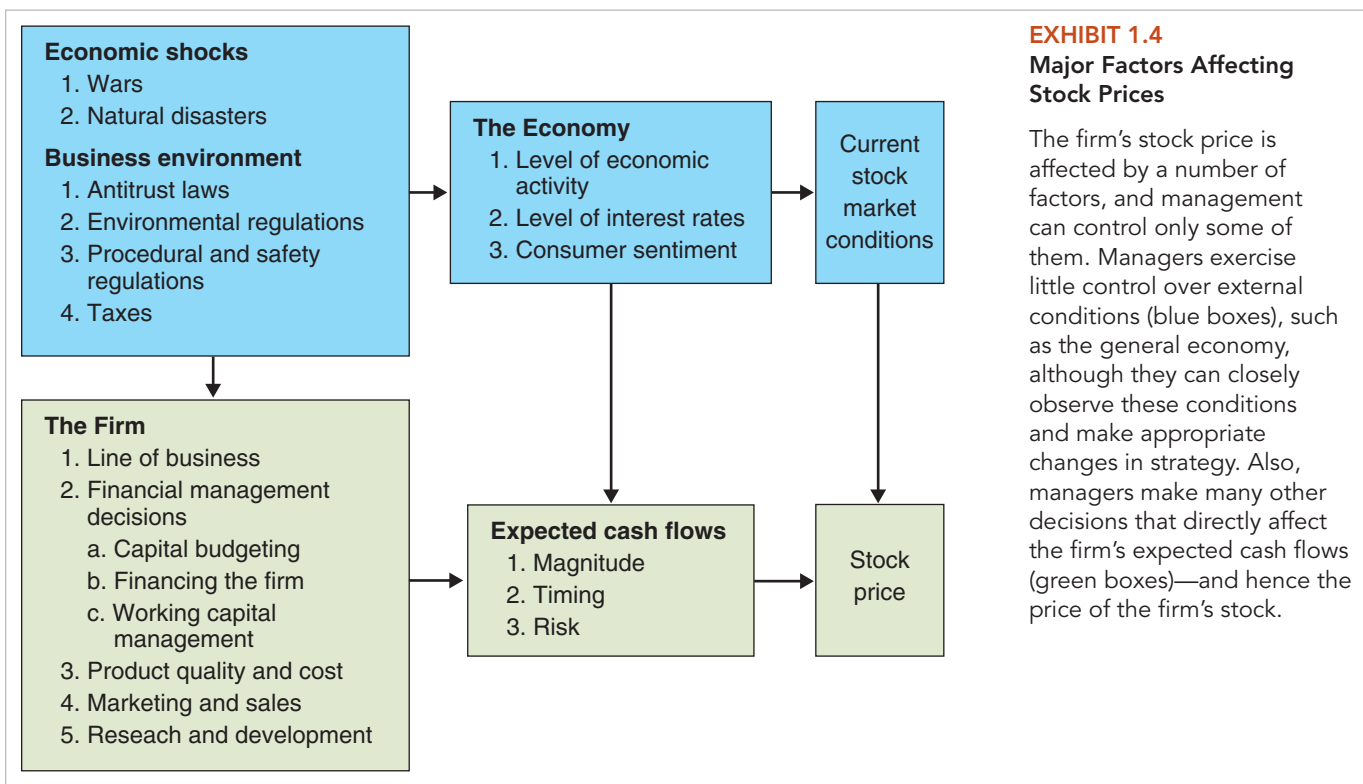 Economic shocks
1. Wars
2. Natural disasters
Business environment
1. Antitrust laws
2. Environmental regulations
3. Procedural and safety
regulations
4. Taxes
The Economy
1. Level of economic
activity
2. Level of interest rates
3. Consumer sentiment
Current
stock
market
conditions
The Firm
1. Line of business
2. Financial management
decisions
a. Capital budgeting
b. Financing the firm
c. Working capital
management
3. Product quality and cost
4. Marketing and sales
5. Reseach and development
Expected cash flows
1. Magnitude
2. Timing
3. Risk
Stock
price
EXHIBIT 1.4
Major Factors Affecting
Stock Prices
The firm's stock price is
affected by a number of
factors, and management
can control only some of
them. Managers exercise
little control over external
conditions (blue boxes), such
as the general economy,
although they can closely
observe these conditions
and make appropriate
changes in strategy. Also,
managers make many other
decisions that directly affect
the firm's expected cash flows
(green boxes)—and hence the
price of the firm's stock.